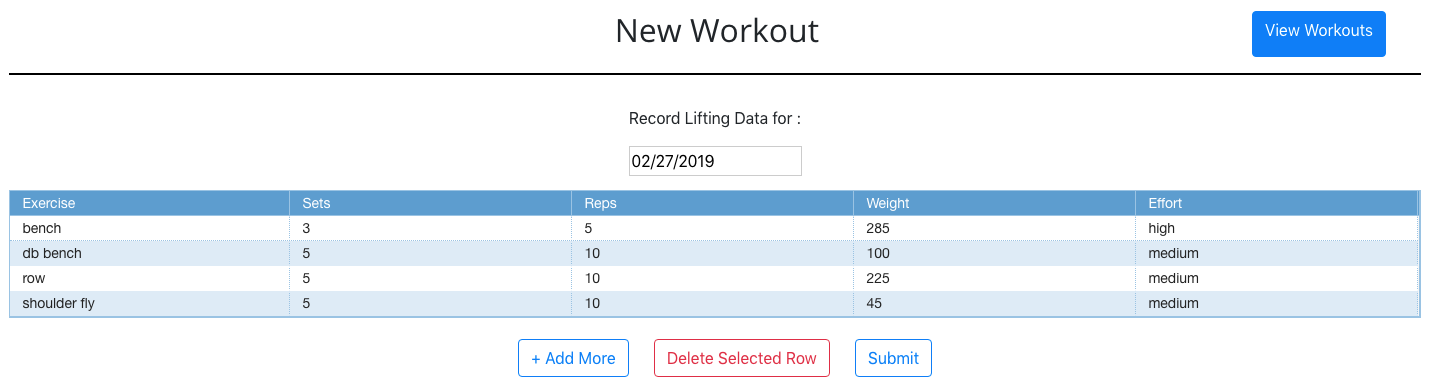 New Workout
View Workouts
Record Lifting Data for :
02/27/2019
Exercise Sets Reps Weight Effort
bench 3 5 285 high
db bench 5 10 100 medium
row 5 10 225 medium
shoulder fly 5 10 45 medium
+ Add More Delete Selected Row Submit